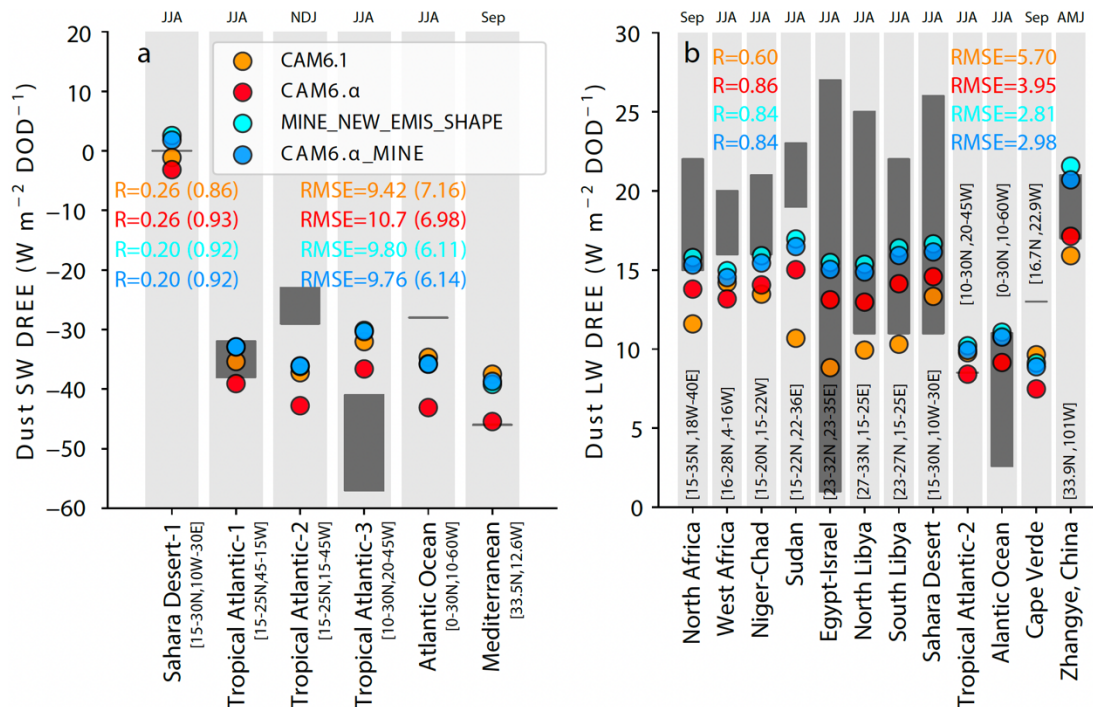 JJA JJA NDJ JJA JJA Sep
a
Dust SW DREE (W m⁻² DOD⁻¹)
20
10
0
−10
−20
−30
−40
−50
−60
CAM6.1
CAM6.α
MINE_NEW_EMIS_SHAPE
CAM6.α_MINE
R=0.26 (0.86) RMSE=9.42 (7.16)
R=0.26 (0.93) RMSE=10.7 (6.98)
R=0.20 (0.92) RMSE=9.80 (6.11)
R=0.20 (0.92) RMSE=9.76 (6.14)
Sahara Desert-1
[15-30N,10W-30E]
Tropical Atlantic-1
[15-25N,45-15W]
Tropical Atlantic-2
[15-25N,15-45W]
Tropical Atlantic-3
[10-30N,20-45W]
Atlantic Ocean
[0-30N,10-60W]
Mediterranean
[33.5N,12.6W]
Sep JJA JJA JJA JJA JJA JJA JJA JJA JJA Sep AMJ
b
Dust LW DREE (W m⁻² DOD⁻¹)
30
25
20
15
10
5
0
R=0.60 RMSE=5.70
R=0.86 RMSE=3.95
R=0.84 RMSE=2.81
R=0.84 RMSE=2.98
[15-35N,18W-40E]
[16-28N,4-16W]
[15-20N,15-22W]
[15-22N,22-36E]
[23-32N,23-35E]
[27-33N,15-25E]
[23-27N,15-25E]
[15-30N,10W-30E]
[10-30N,20-45W]
[0-30N,10-60W]
[16.7N,22.9W]
[33.9N,101W]
North Africa
West Africa
Niger-Chad
Sudan
Egypt-Israel
North Libya
South Libya
Sahara Desert
Tropical Atlantic-2
Alantic Ocean
Cape Verde
Zhangye, China